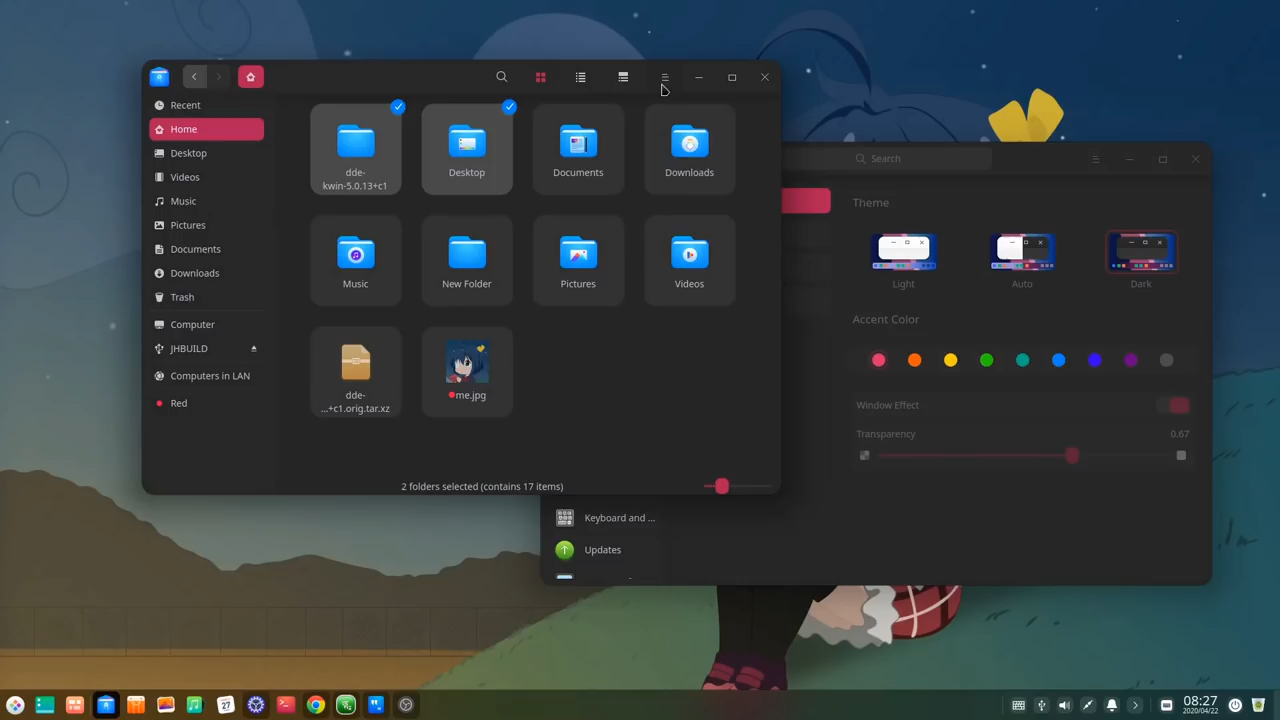 Recent
Home
Desktop
Videos
Music
Pictures
Documents
Downloads
Trash
Computer
JHBUILD
Computers in LAN
Red
dde-
kwin-5.0.13+c1
Desktop
Documents
Downloads
Music
New Folder
Pictures
Videos
dde-
...+c1.orig.tar.xz
me.jpg
2 folders selected (contains 17 items)
Search
Theme
Light
Auto
Dark
Accent Color
Window Effect
Transparency
0.67
Keyboard and ...
Updates
27
08:27
2020/04/22